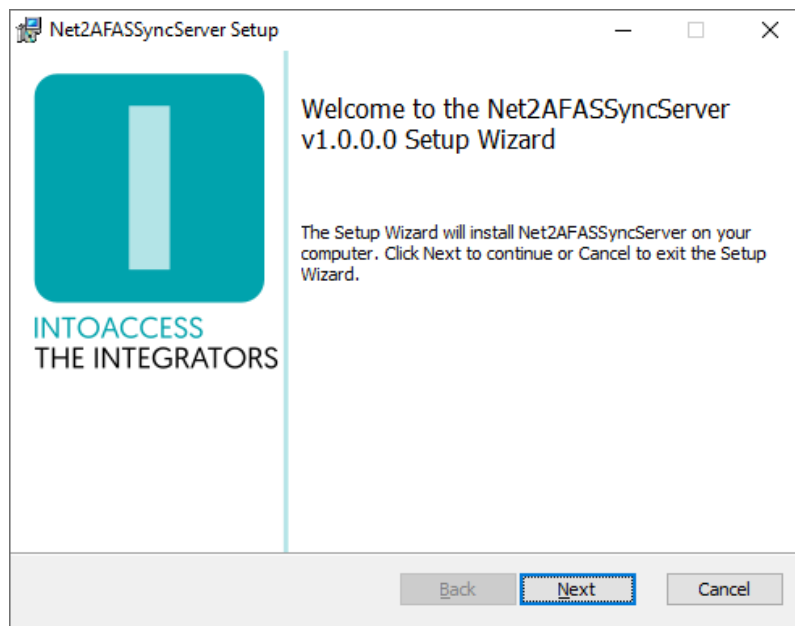 Net2AFASSyncServer Setup
Welcome to the Net2AFASSyncServer
v1.0.0.0 Setup Wizard
The Setup Wizard will install Net2AFASSyncServer on your
computer. Click Next to continue or Cancel to exit the Setup
Wizard.
INTOACCESS
THE INTEGRATORS
Back
Next
Cancel